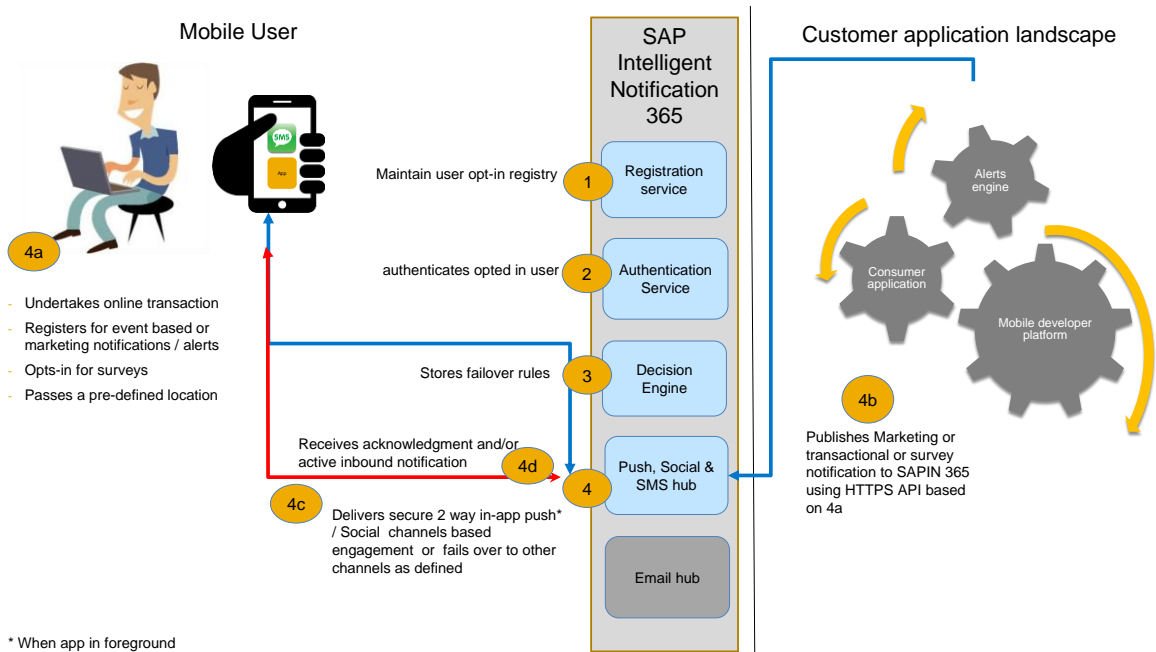 Mobile User
SMS
App
4a
- Undertakes online transaction
- Registers for event based or
marketing notifications / alerts
- Opts-in for surveys
- Passes a pre-defined location
SAP
Intelligent
Notification
365
Maintain user opt-in registry
1
Registration
service
authenticates opted in user
2
Authentication
Service
Stores failover rules
3
Decision
Engine
Receives acknowledgment and/or
active inbound notification
4d
4
Push, Social &
SMS hub
4c
Delivers secure 2 way in-app push*
/ Social channels based
engagement or fails over to other
channels as defined
Email hub
Customer application landscape
Alerts
engine
Consumer
application
Mobile developer
platform
4b
Publishes Marketing or
transactional or survey
notification to SAPIN 365
using HTTPS API based
on 4a
* When app in foreground